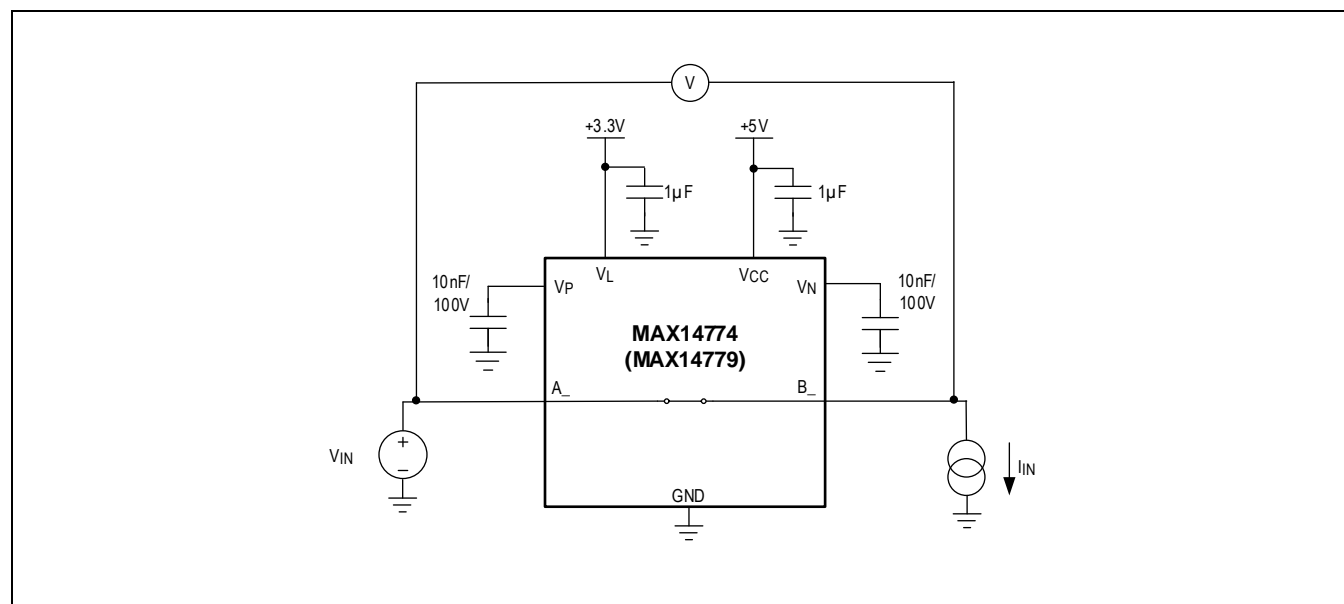 V
+3.3V
+5V
1µF
1µF
10nF/
100V
VP
VL
VCC
VN
10nF/
100V
MAX14774
(MAX14779)
A_
B_
VIN
+
−
IIN
GND